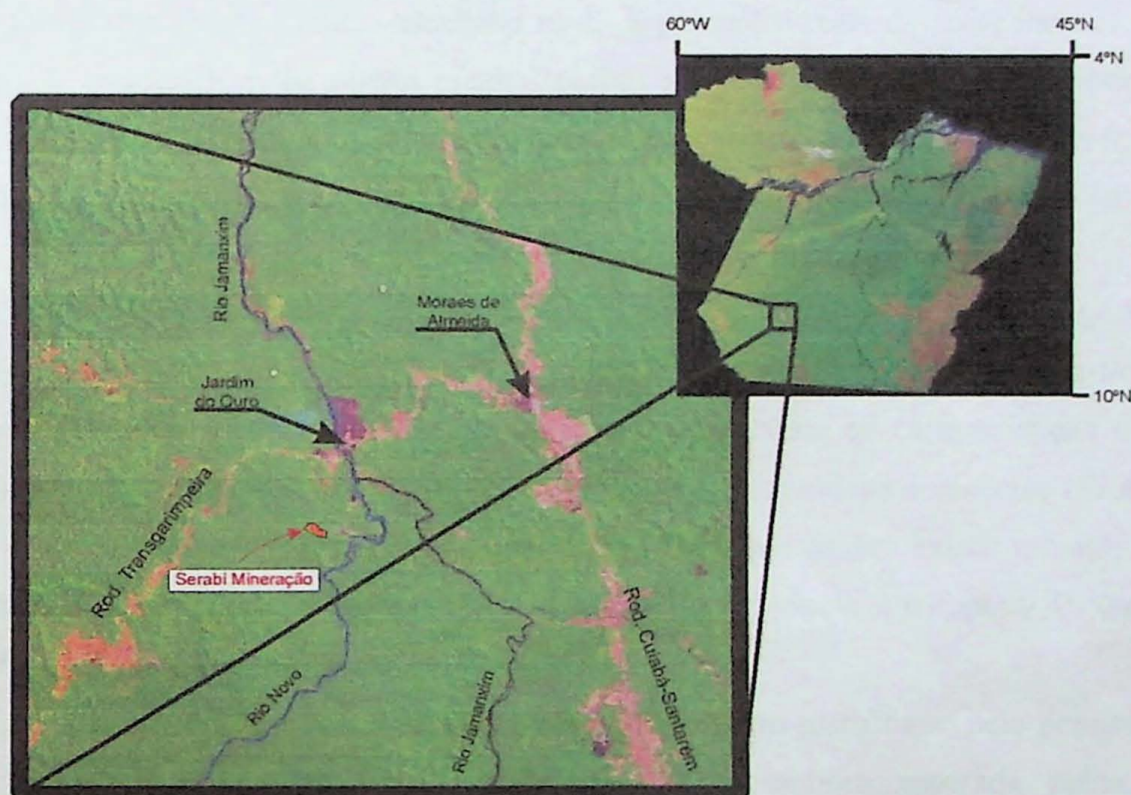 60°W
45°N
4°N
10°N
Rio Jamanxim
Moraes de
Almeida
Jardim
do Ouro
Rod. Transgarimpeira
Serabi Mineração
Rio Novo
Rio Jamanxim
Rod. Cuiabá-Santarém